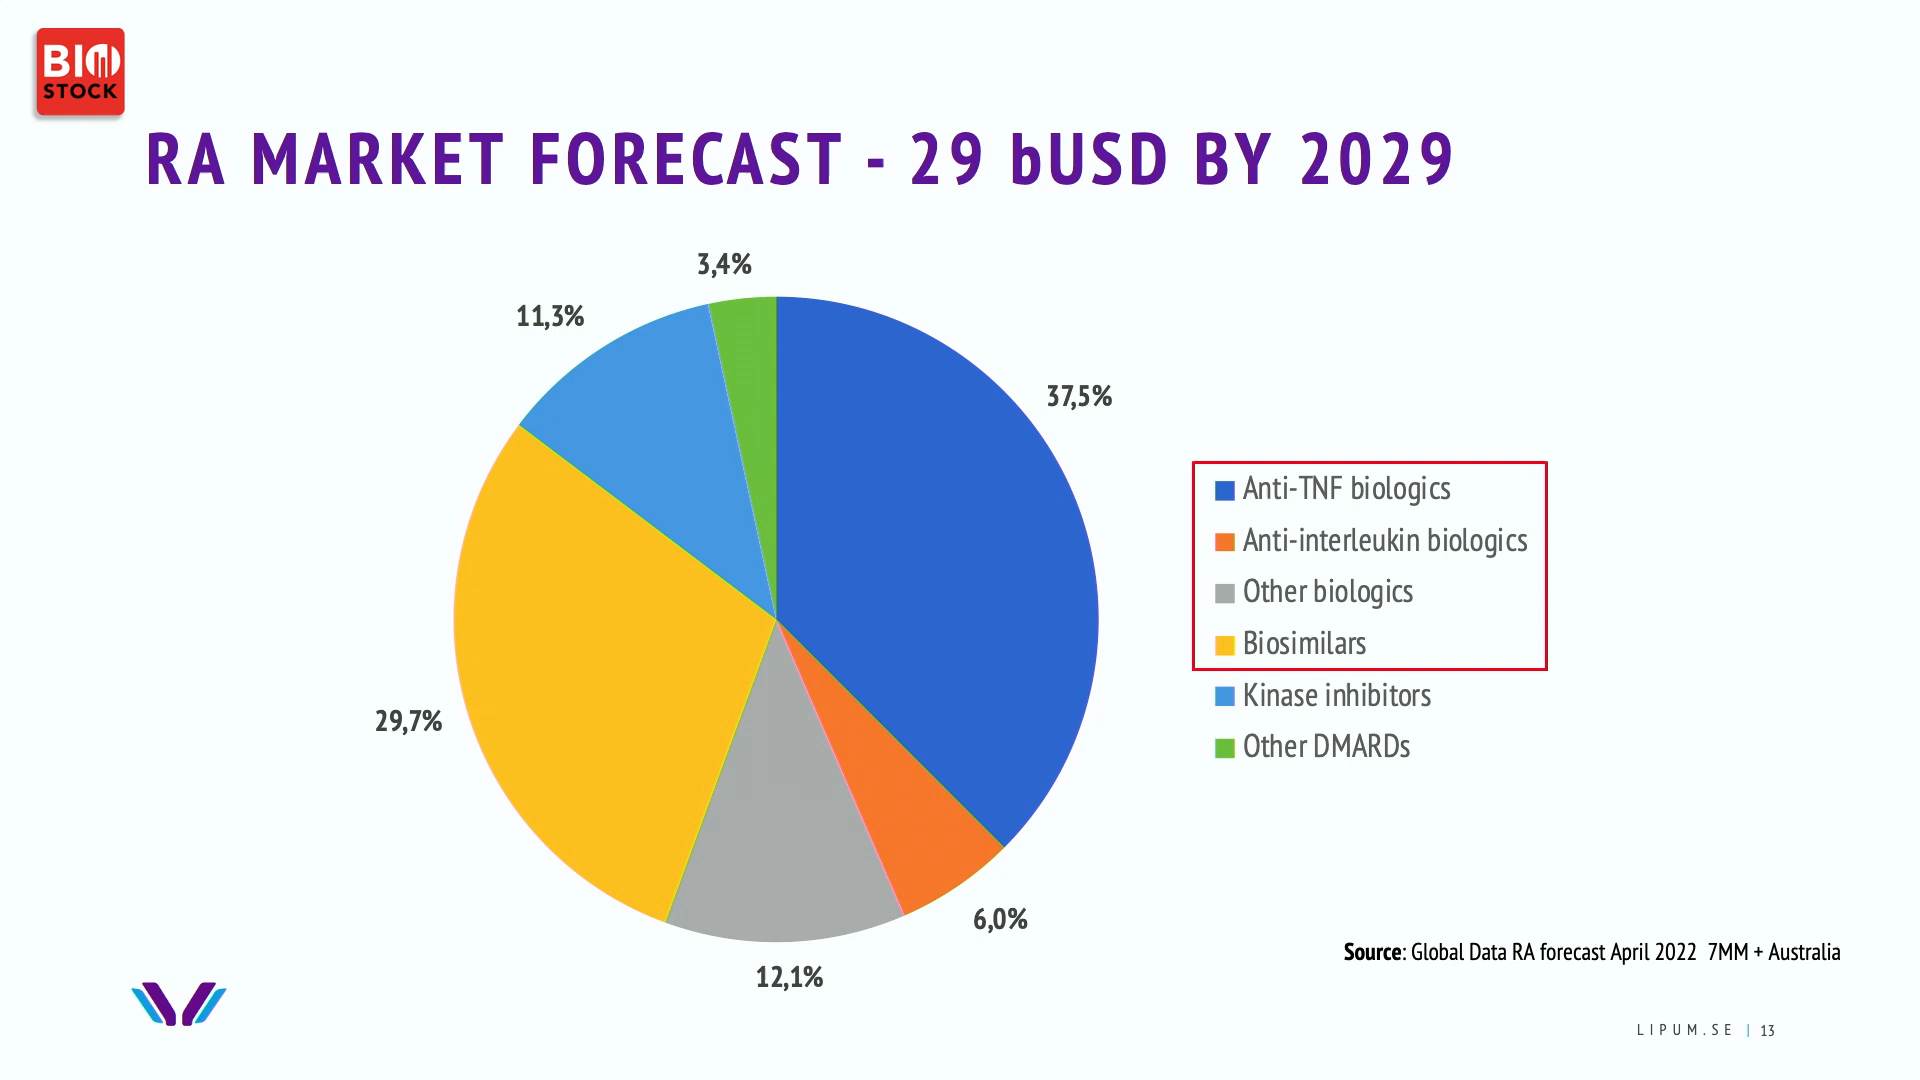 BIO
STOCK
RA MARKET FORECAST - 29 bUSD BY 2029
3,4%
11,3%
37,5%
29,7%
6,0%
12,1%
Anti-TNF biologics
Anti-interleukin biologics
Other biologics
Biosimilars
Kinase inhibitors
Other DMARDs
Source: Global Data RA forecast April 2022 7MM + Australia
LIPUM.SE | 13